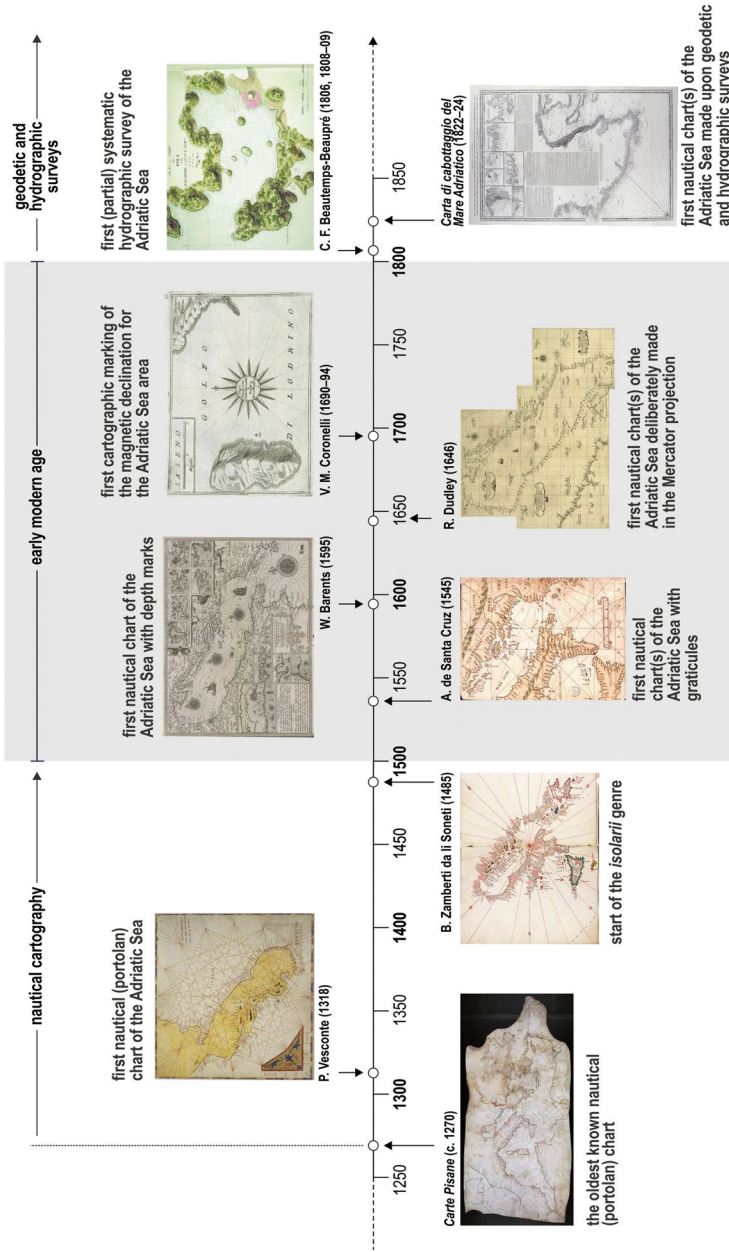 nautical cartography
early modern age
geodetic and
hydrographic
surveys
first nautical (portolan)
chart of the Adriatic Sea
P. Vesconte (1318)
first nautical chart of the
Adriatic Sea with depth marks
W. Barents (1595)
first cartographic marking of
the magnetic declination for
the Adriatic Sea area
LASENO
GOLFO
DI LODRINO
V. M. Coronelli (1690–94)
first (partial) systematic
hydrographic survey of the
Adriatic Sea
POLA
C. F. Beautemps-Beaupré (1806, 1808–09)
1250
1300
1350
1400
1450
1500
1550
1600
1650
1700
1750
1800
1850
Carte Pisane (c. 1270)
the oldest known nautical
(portolan) chart
B. Zamberti da li Soneti (1485)
start of the isolarii genre
A. de Santa Cruz (1545)
first nautical
chart(s) of the
Adriatic Sea with
graticules
R. Dudley (1646)
first nautical chart(s) of the
Adriatic Sea deliberately made
in the Mercator projection
Carta di cabottaggio del
Mare Adriatico (1822–24)
first nautical chart(s) of the
Adriatic Sea made upon geodetic
and hydrographic surveys